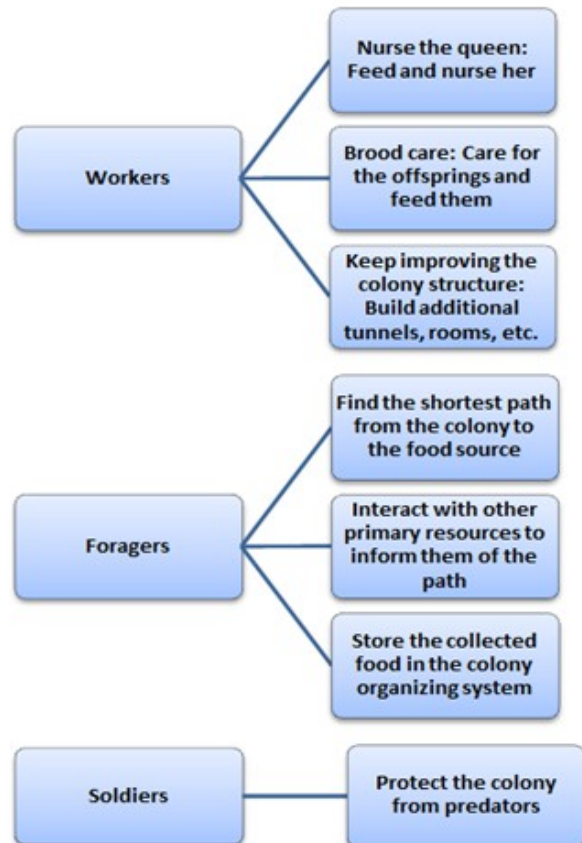 Workers
Nurse the queen:
Feed and nurse her
Brood care: Care for
the offsprings and
feed them
Keep improving the
colony structure:
Build additional
tunnels, rooms, etc.
Foragers
Find the shortest path
from the colony to
the food source
Interact with other
primary resources to
inform them of the
path
Store the collected
food in the colony
organizing system
Soldiers
Protect the colony
from predators